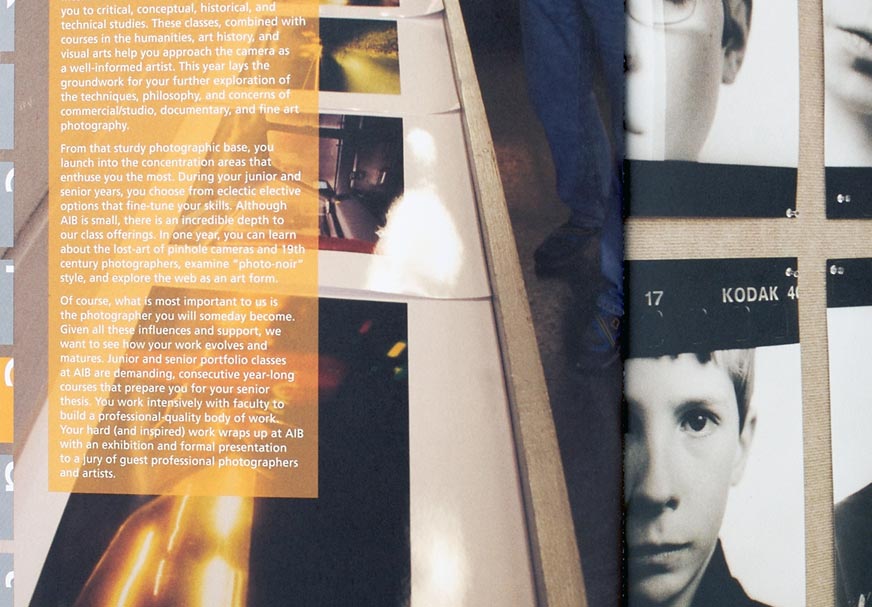 you to critical, conceptual, historical, and
technical studies. These classes, combined with
courses in the humanities, art history, and
visual arts help you approach the camera as
a well-informed artist. This year lays the
groundwork for your further exploration of
the techniques, philosophy, and concerns of
commercial/studio, documentary, and fine art
photography.
From that sturdy photographic base, you
launch into the concentration areas that
enthuse you the most. During your junior and
senior years, you choose from eclectic elective
options that fine-tune your skills. Although
AIB is small, there is an incredible depth to
our class offerings. In one year, you can learn
about the lost-art of pinhole cameras and 19th
century photographers, examine "photo-noir"
style, and explore the web as an art form.
Of course, what is most important to us is
the photographer you will someday become.
Given all these influences and support, we
want to see how your work evolves and
matures. Junior and senior portfolio classes
at AIB are demanding, consecutive year-long
courses that prepare you for your senior
thesis. You work intensively with faculty to
build a professional-quality body of work.
Your hard (and inspired) work wraps up at AIB
with an exhibition and formal presentation
to a jury of guest professional photographers
and artists.
17 KODAK 40